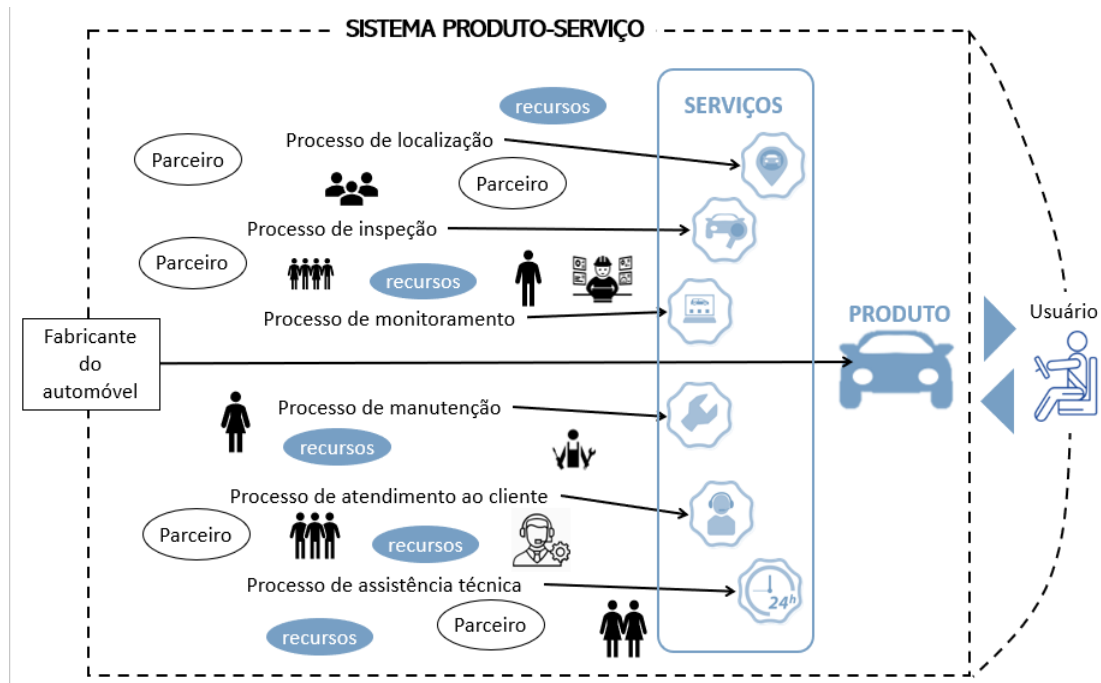 SISTEMA PRODUTO-SERVIÇO
recursos
SERVIÇOS
Processo de localização
Parceiro
Parceiro
Processo de inspeção
Parceiro
recursos
Processo de monitoramento
PRODUTO
Usuário
Fabricante
do
automóvel
Processo de manutenção
recursos
Processo de atendimento ao cliente
Parceiro
recursos
Processo de assistência técnica
24h
Parceiro
recursos